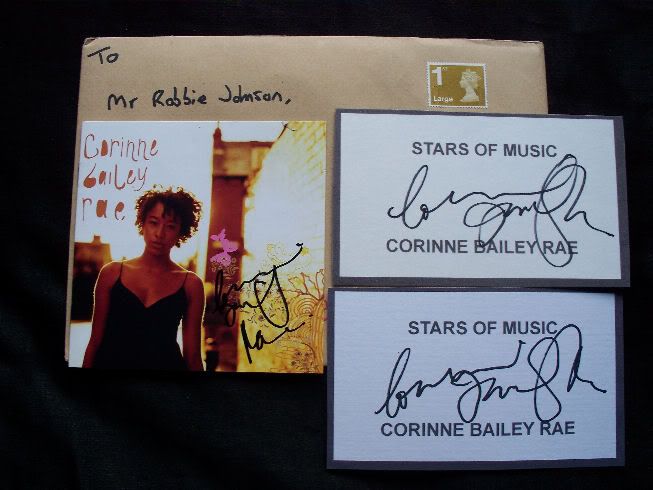 To
Mr Robbie Jomson,
1ST
Large
Corinne
bailey
rae
STARS OF MUSIC
CORINNE BAILEY RAE
STARS OF MUSIC
CORINNE BAILEY RAE